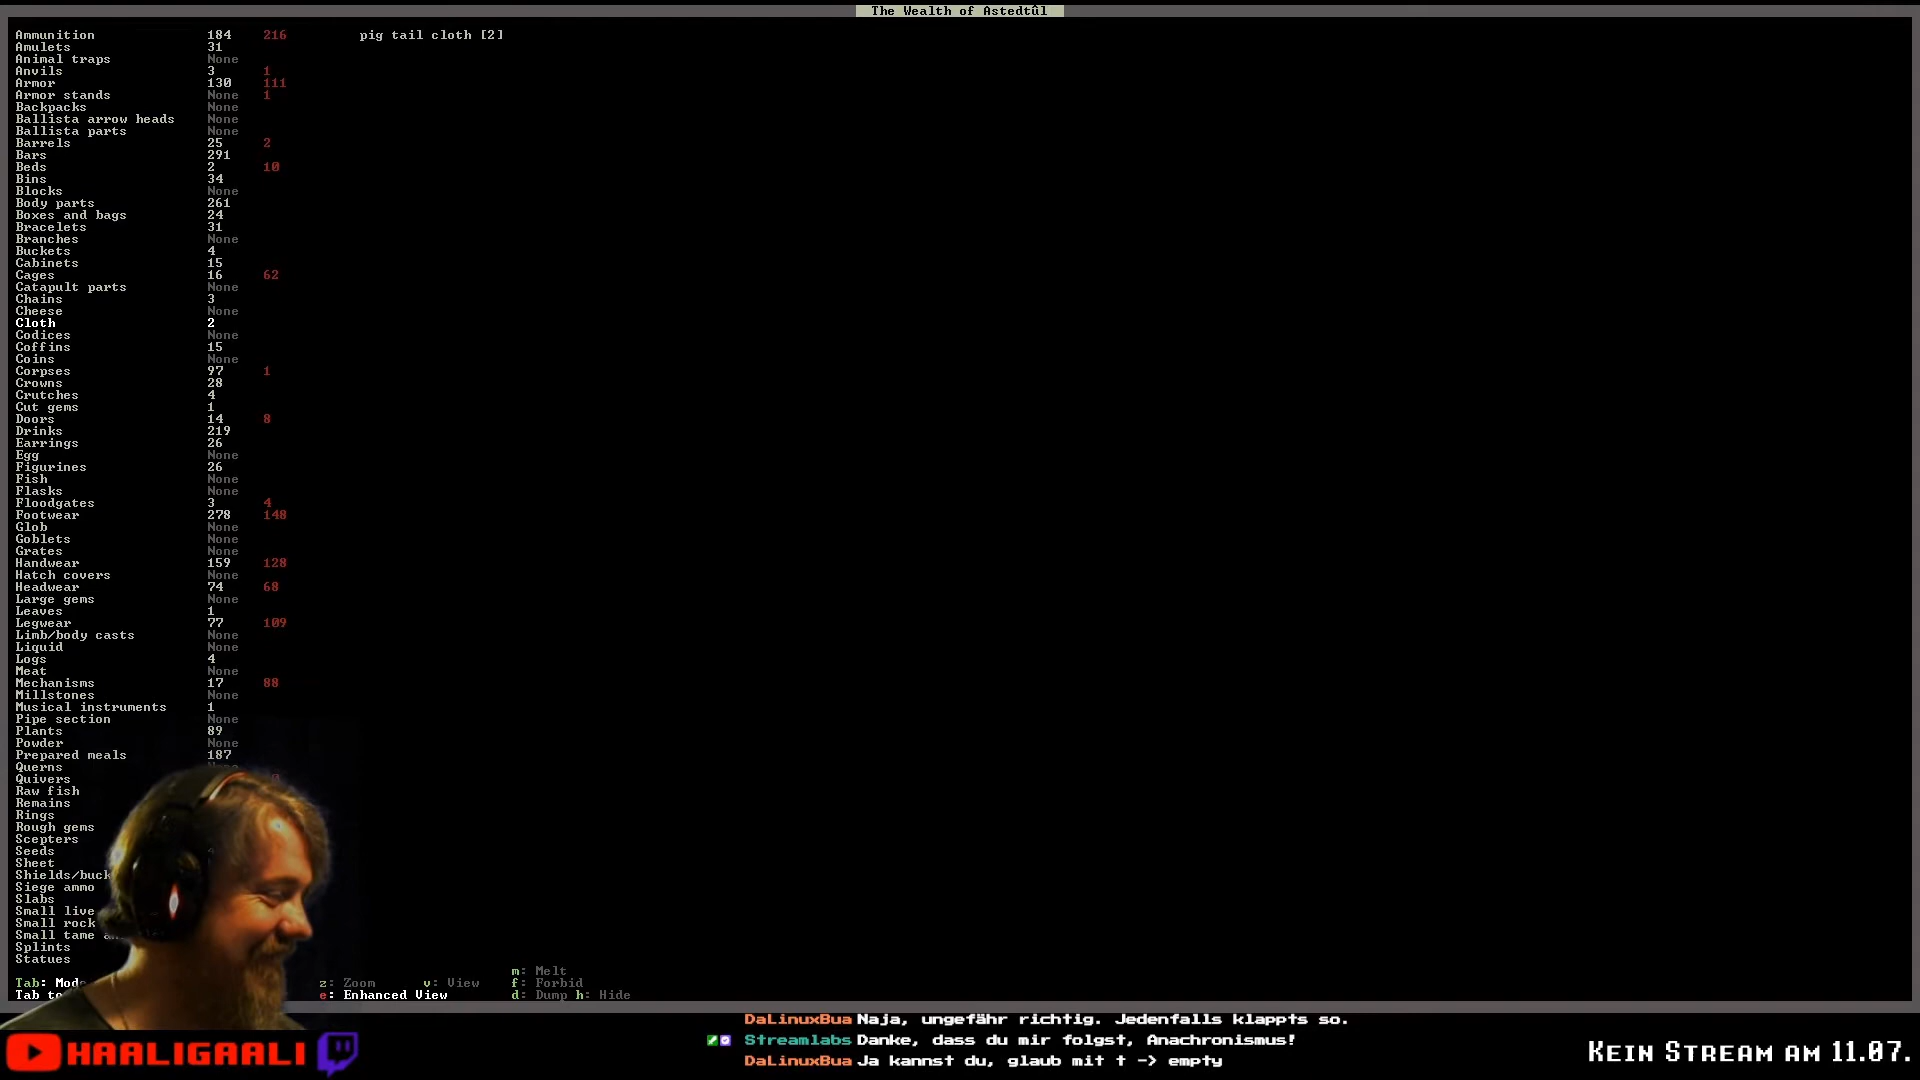 The Wealth of Astedtûl
Ammunition 184 216 pig tail cloth [2]
Amulets 31
Animal traps None
Anvils 3 1
Armor 130 111
Armor stands None 1
Backpacks None
Ballista arrow heads None
Ballista parts None
Barrels 25 2
Bars 291
Beds 2 10
Bins 34
Blocks None
Body parts 261
Boxes and bags 24
Bracelets 31
Branches None
Buckets 4
Cabinets 15
Cages 16 62
Catapult parts None
Chains 3
Cheese None
Cloth 2
Codices None
Coffins 15
Coins None
Corpses 97 1
Crowns 28
Crutches 4
Cut gems 1
Doors 14 8
Drinks 219
Earrings 26
Egg None
Figurines 26
Fish None
Flasks None
Floodgates 3 4
Footwear 278 140
Glob None
Goblets None
Grates None
Handwear 159 128
Hatch covers None
Headwear 74 68
Large gems None
Leaves 1
Legwear 77 109
Limb/body casts None
Liquid None
Logs 4
Meat None
Mechanisms 17 88
Millstones None
Musical instruments 1
Pipe section None
Plants 89
Powder None
Prepared meals 187
Querns None
Quivers
Raw fish
Remains
Rings
Rough gems
Scepters
Seeds
Sheet
Shields/buck
Siege ammo
Slabs
Small live
Small rock
Small tame
Splints
Statues
m: Melt
Tab: Mod z: Zoom v: View f: Forbid
Tab to e: Enhanced View d: Dump h: Hide
DaLinuxBua Naja, ungefähr richtig. Jedenfalls klappts so.
Streamlabs Danke, dass du mir folgst, Anachronismus!
DaLinuxBua Ja kannst du, glaub mit t -> empty
HAALIGAALI
Kein Stream am 11.07.